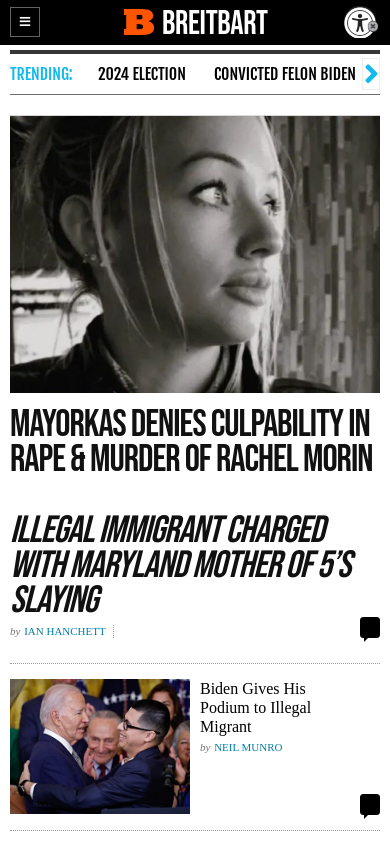 BREITBART
TRENDING:
2024 ELECTION
CONVICTED FELON BIDEN
MAYORKAS DENIES CULPABILITY IN
RAPE & MURDER OF RACHEL MORIN
ILLEGAL IMMIGRANT CHARGED
WITH MARYLAND MOTHER OF 5’S
SLAYING
by IAN HANCHETT
Biden Gives His
Podium to Illegal
Migrant
by NEIL MUNRO